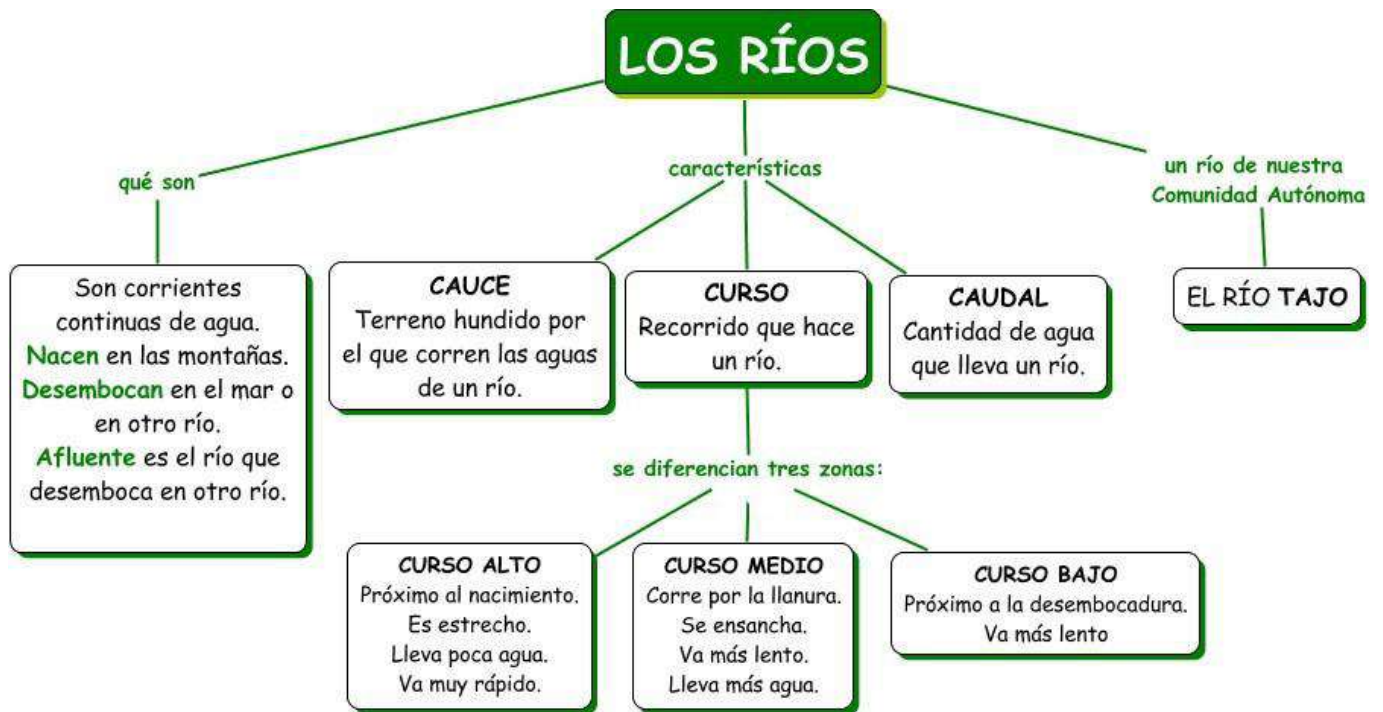 LOS RÍOS
qué son
Son corrientes
continuas de agua.
Nacen en las montañas.
Desembocan en el mar o
en otro río.
Afluente es el río que
desemboca en otro río.
características
CAUCE
Terreno hundido por
el que corren las aguas
de un río.
CURSO
Recorrido que hace
un río.
CAUDAL
Cantidad de agua
que lleva un río.
se diferencian tres zonas:
CURSO ALTO
Próximo al nacimiento.
Es estrecho.
Lleva poca agua.
Va muy rápido.
CURSO MEDIO
Corre por la llanura.
Se ensancha.
Va más lento.
Lleva más agua.
CURSO BAJO
Próximo a la desembocadura.
Va más lento
un río de nuestra
Comunidad Autónoma
EL RÍO TAJO